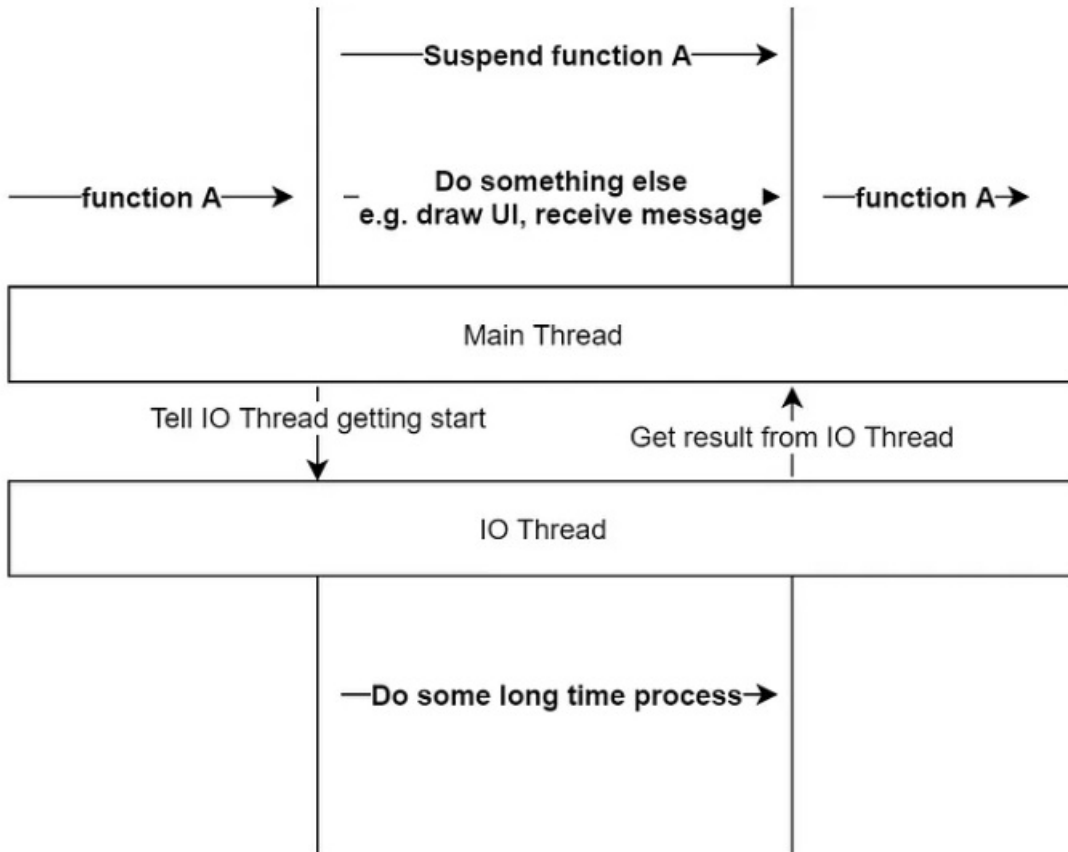 Suspend function A
function A
Do something else
e.g. draw UI, receive message
function A
Main Thread
Tell IO Thread getting start
Get result from IO Thread
IO Thread
Do some long time process